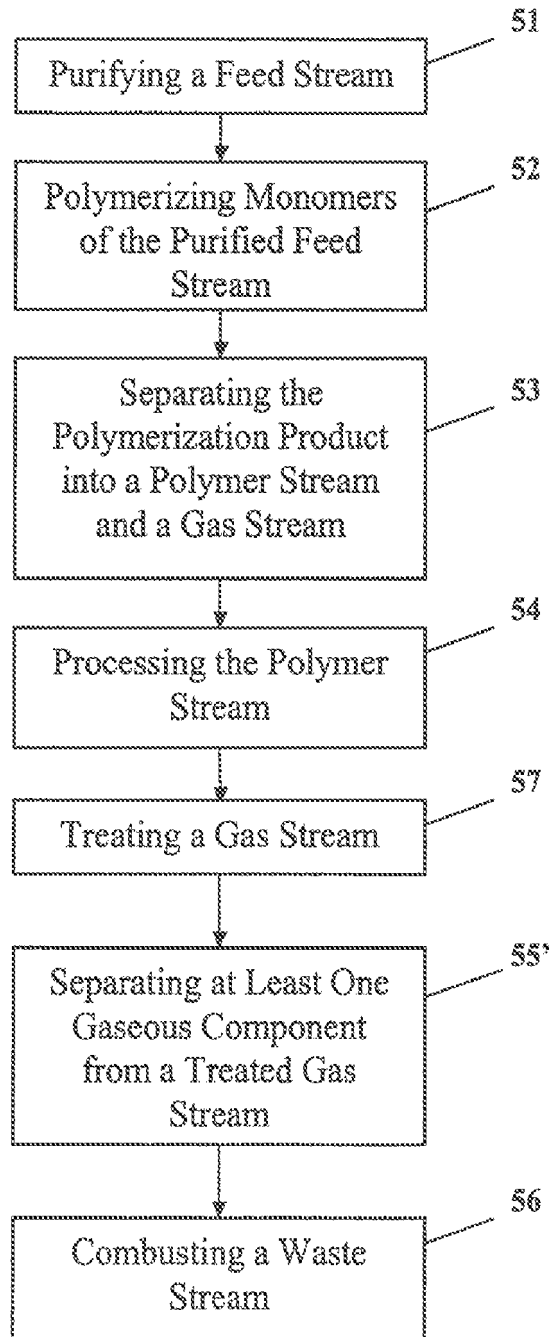 51
Purifying a Feed Stream
52
Polymerizing Monomers
of the Purified Feed
Stream
53
Separating the
Polymerization Product
into a Polymer Stream
and a Gas Stream
54
Processing the Polymer
Stream
57
Treating a Gas Stream
55'
Separating at Least One
Gaseous Component
from a Treated Gas
Stream
56
Combusting a Waste
Stream